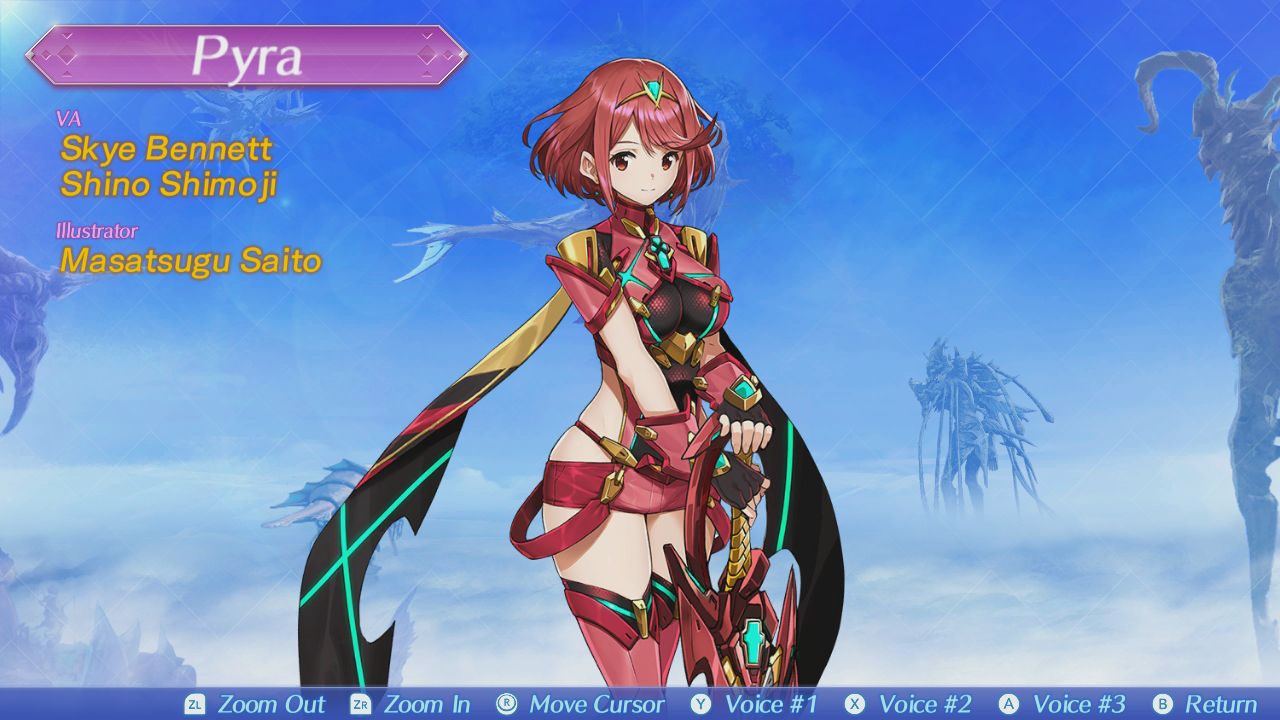 Pyra
VA
Skye Bennett
Shino Shimoji
Illustrator
Masatsugu Saito
ZL Zoom Out ZR Zoom In R Move Cursor Y Voice #1 X Voice #2 A Voice #3 B Return